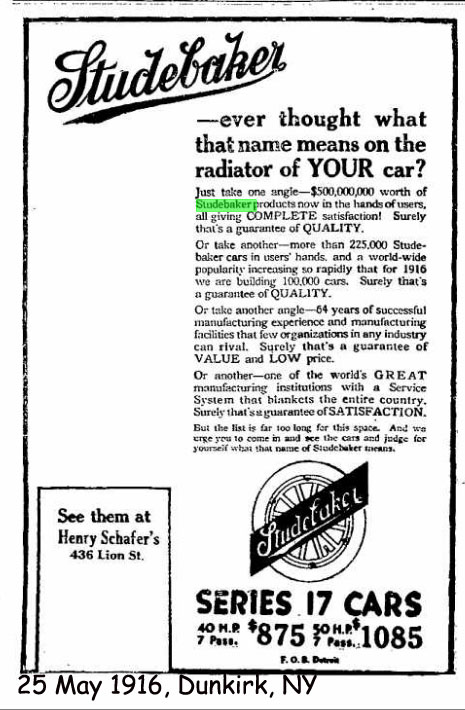 Studebaker
—ever thought what
that name means on the
radiator of YOUR car?
Just take one angle—$500,000,000 worth of
Studebaker products now in the hands of users,
all giving COMPLETE satisfaction! Surely
that's a guarantee of QUALITY.
Or take another—more than 225,000 Stude-
baker cars in users' hands, and a world-wide
popularity increasing so rapidly that for 1916
we are building 100,000 cars. Surely that's
a guarantee of QUALITY.
Or take another angle—64 years of successful
manufacturing experience and manufacturing
facilities that few organizations in any industry
can rival. Surely that's a guarantee of
VALUE and LOW price.
Or another—one of the world's GREAT
manufacturing institutions with a Service
System that blankets the entire country.
Surely that's a guarantee of SATISFACTION.
But the list is far too long for this space. And we
urge you to come in and see the cars and judge for
yourself what that name of Studebaker means.
See them at
Henry Schafer's
436 Lion St.
Studebaker
SERIES 17 CARS
40 H.P. 7 Pass. $875 50 H.P. 7 Pass. $1085
F. O. B. Detroit
25 May 1916, Dunkirk, NY